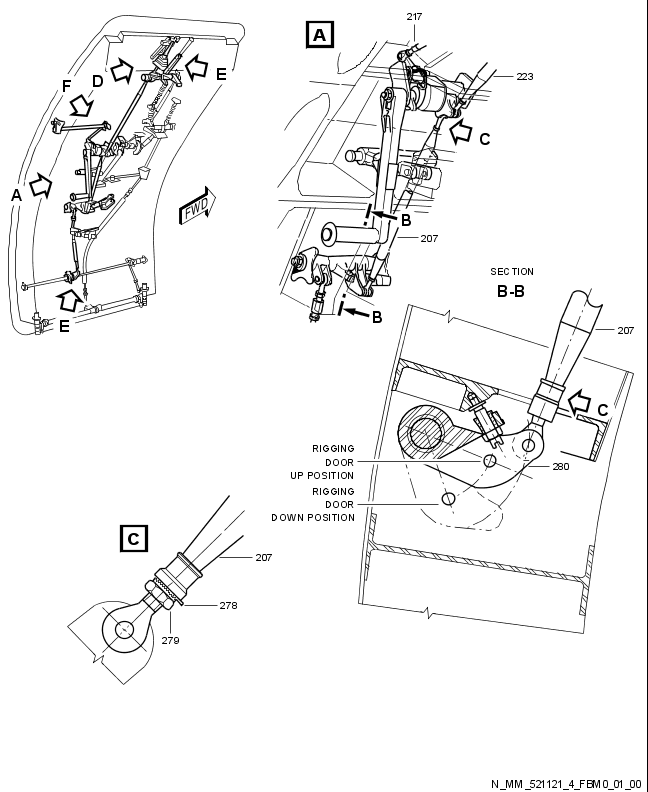 A
217
223
C
B
207
B
F
D
E
A
FWD
E
SECTION
B-B
207
C
280
RIGGING
DOOR
UP POSITION
RIGGING
DOOR
DOWN POSITION
C
207
278
279
N_MM_521121_4_FBM0_01_00